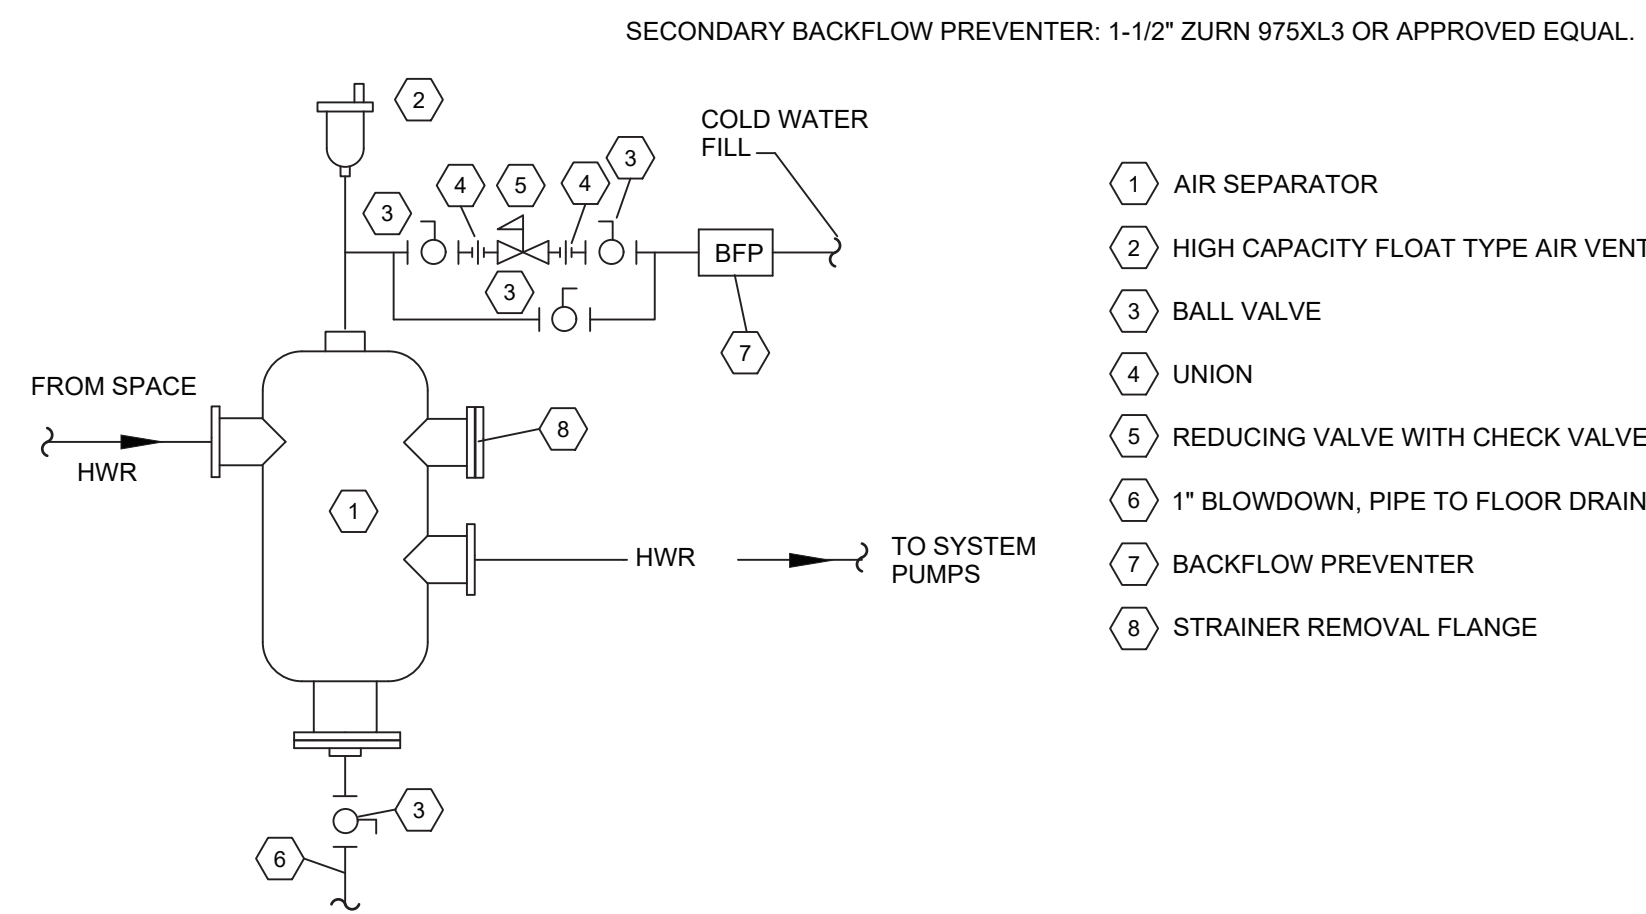 SECONDARY BACKFLOW PREVENTER: 1-1/2" ZURN 975XL3 OR APPROVED EQUAL.
2
COLD WATER
FILL
3
4
5
4
3
BFP
3
7
FROM SPACE
HWR
8
1
HWR
TO SYSTEM
PUMPS
3
6
1 AIR SEPARATOR
2 HIGH CAPACITY FLOAT TYPE AIR VENT
3 BALL VALVE
4 UNION
5 REDUCING VALVE WITH CHECK VALVE
6 1" BLOWDOWN, PIPE TO FLOOR DRAIN
7 BACKFLOW PREVENTER
8 STRAINER REMOVAL FLANGE